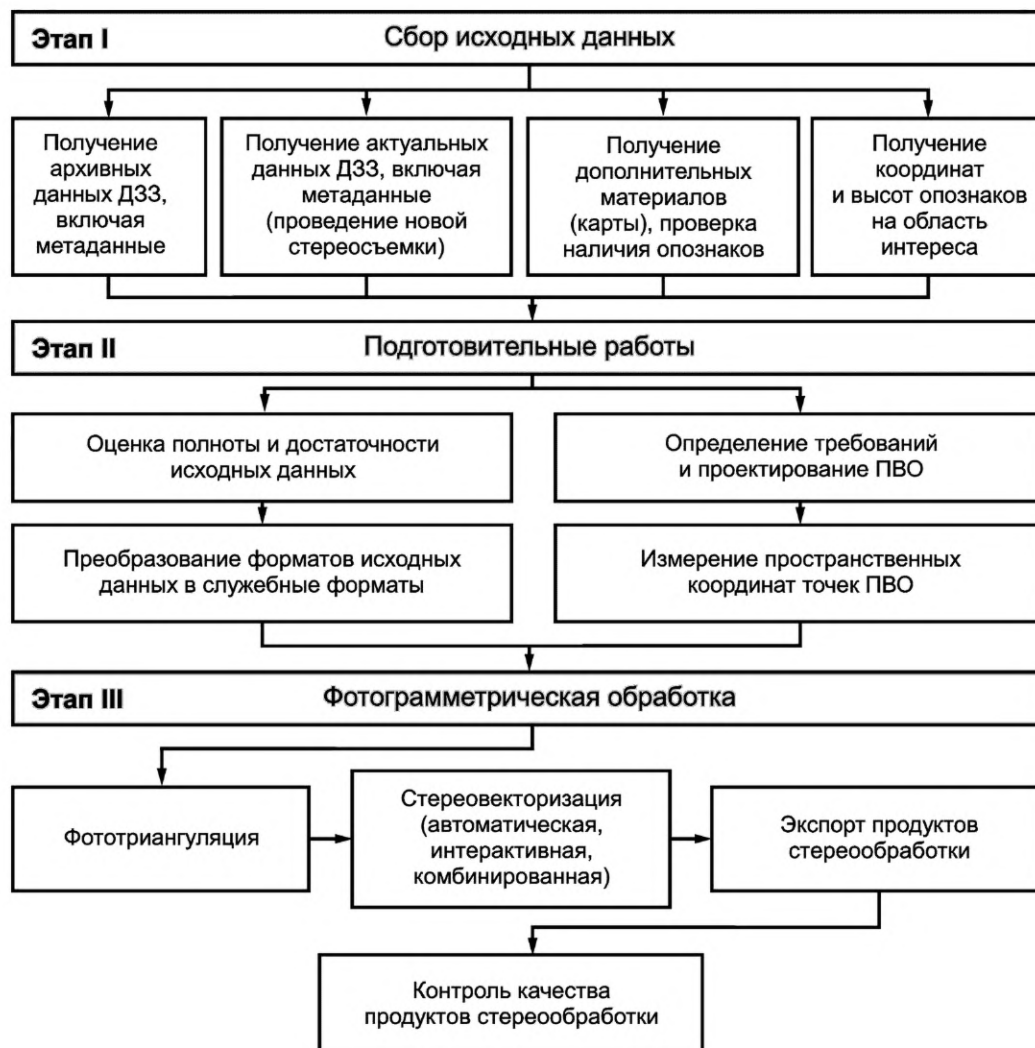 Этап I
Сбор исходных данных
Получение
архивных
данных ДЗЗ,
включая
метаданные
Получение актуальных
данных ДЗЗ, включая
метаданные
(проведение новой
стереосъемки)
Получение
дополнительных
материалов
(карты), проверка
наличия опознаков
Получение
координат
и высот опознаков
на область
интереса
Этап II
Подготовительные работы
Оценка полноты и достаточности
исходных данных
Определение требований
и проектирование ПВО
Преобразование форматов исходных
данных в служебные форматы
Измерение пространственных
координат точек ПВО
Этап III
Фотограмметрическая обработка
Фототриангуляция
Стереовекторизация
(автоматическая,
интерактивная,
комбинированная)
Экспорт продуктов
стереообработки
Контроль качества
продуктов стереообработки